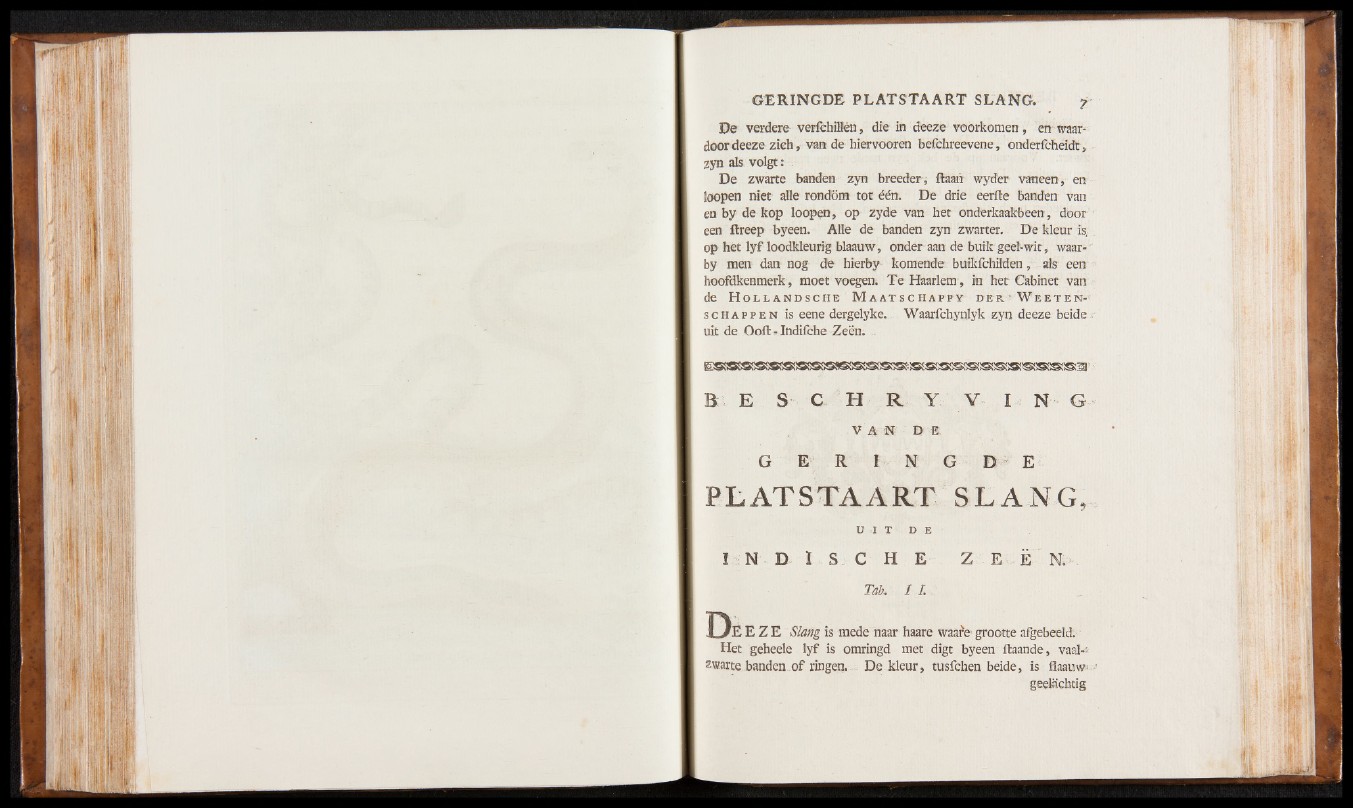 GERINGDE PLATSTAART SLANG. 7
De verdere verſchillen, die in deeze voorkomen, en waar-
door deeze zich, van de hiervooren beſchreevene, onderſcheidt,
zyn als volgt:
De zwarte banden zyn breeder, ſtaan wyder vaneen, en
loopen niet alle rondöm tot één. De drie eerſte banden van
en by de kop loopen, op zyde van het onderkaakbeen, door
een ſtreep byeen. Alle de banden zyn zwarter. De kleur is,
op het lyf loodkleurig blaauw, onder aan de buik geel-wit, waar-
by men dan nog de hierby komende buikſchilden, als een
hoofdkenmerk, moet voegen. Te Haarlem, in het Cabinet van
de HOLLANDSCHE MAATSCHAPPY DER WEETEN-
SCHAPPEN is eene dergelyke. Waarſchynlyk zyn deeze beide
uit de Ooſt-Indiſche Zeën.
BESCHRYVING
VAN DE
GERINGDE
PLATSTAART SLANG,
UIT DE
INDISCHE ZEËN.
Tab. II.
DEEZE Slang is mede naar haare waare grootte afgebeeld.
Het geheele lyf is omringd met digt byeen ſtaande, vaal-
zwarte banden of ringen. De kleur, tusſchen beide, is flaauw
geelächtig